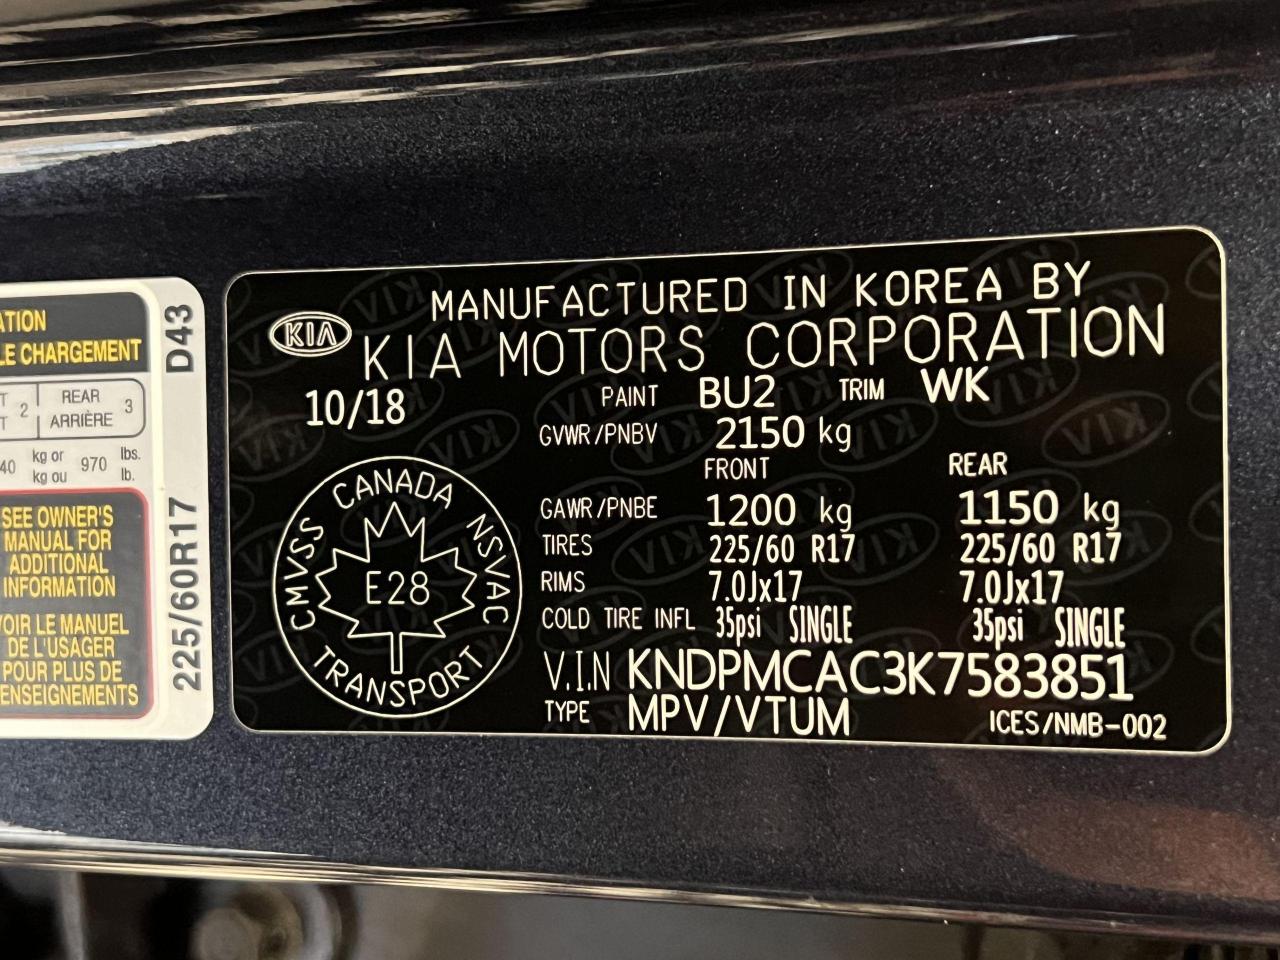 ATION
LE CHARGEMENT
2
REAR
ARRIÈRE
3
40
kg or
kg ou
970
lbs.
lb.
SEE OWNER'S
MANUAL FOR
ADDITIONAL
INFORMATION
VOIR LE MANUEL
DE L'USAGER
POUR PLUS DE
ENSEIGNEMENTS
D43
225/60R17
MANUFACTURED IN KOREA BY
KIA KIA MOTORS CORPORATION
10/18
PAINT BU2 TRIM WK
GVWR/PNBV 2150 kg
FRONT REAR
GAWR/PNBE 1200 kg 1150 kg
TIRES 225/60 R17 225/60 R17
RIMS 7.0Jx17 7.0Jx17
COLD TIRE INFL 35psi SINGLE 35psi SINGLE
V.I.N KNDPMCAC3K7583851
TYPE MPV/VTUM ICES/NMB-002
CMVSS CANADA NSVAC
E28
TRANSPORT